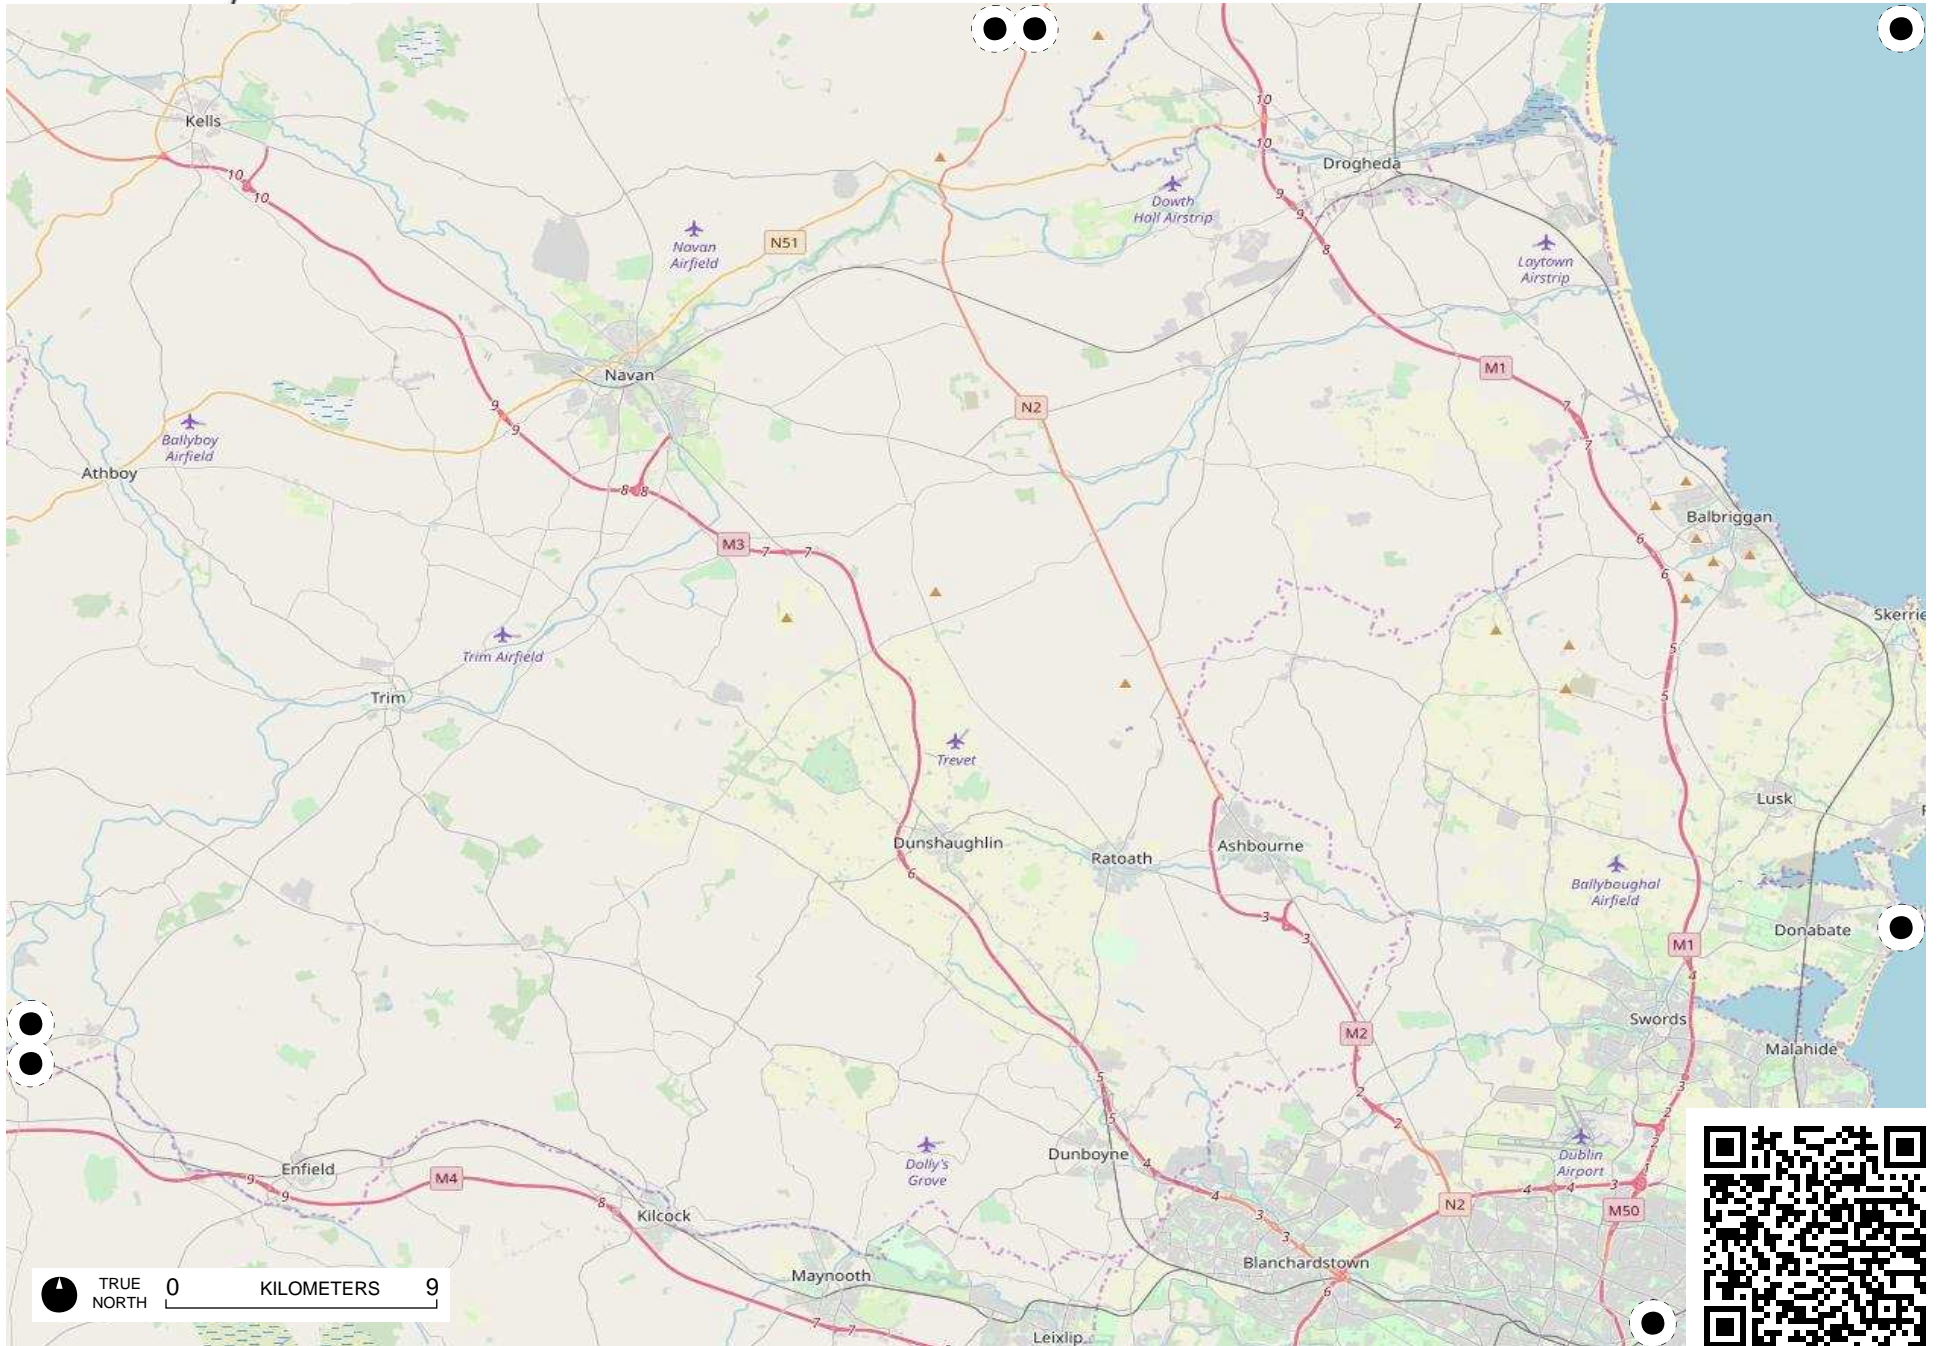 10
Kells
10
Drogheda
10
10
9
9
Dowth
Hall Airstrip
Navan
Airfield
N51
8
Laytown
Airstrip
Navan
M1
9
9
N2
7
7
Ballyboy
Airfield
Athboy
8
8
M3
7
7
Balbriggan
6
6
Skerrie
Trim Airfield
5
5
Trim
Trevet
Lusk
Dunshaughlin
Ratoath
Ashbourne
6
Ballyboughal
Airfield
3
3
Donabate
M1
4
Swords
M2
Malahide
5
5
3
2
2
2
2
Dunboyne
4
Dolly's
Grove
Dublin
Airport
1
Enfield
9
9
M4
8
4
N2
4
4
3
M50
Kilcock
3
3
Blanchardstown
Maynooth
6
7
7
Leixlip
TRUE
NORTH
0
KILOMETERS
9